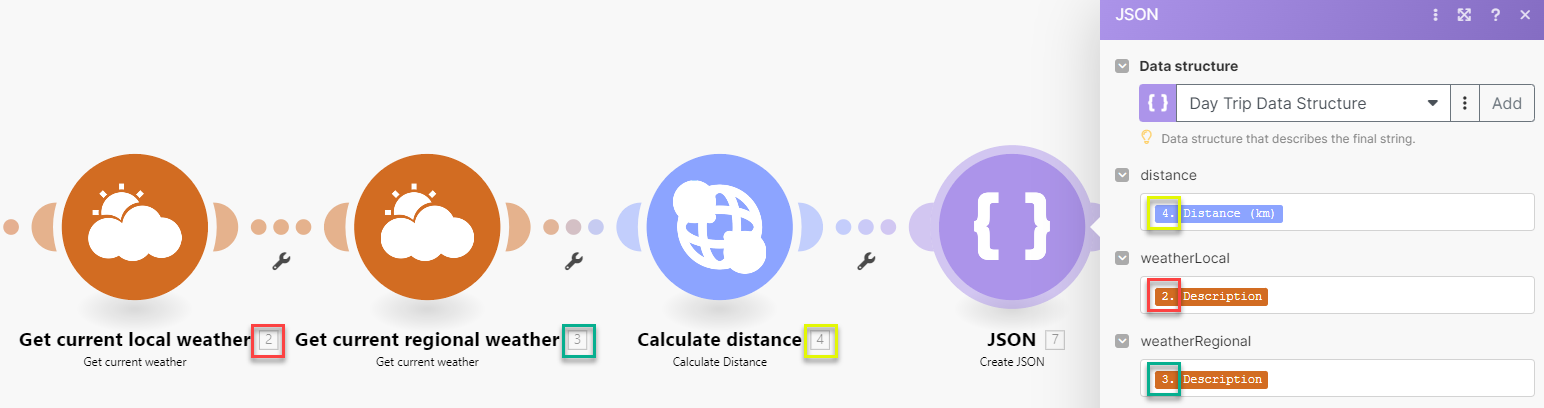 Get current local weather 2
Get current weather
Get current regional weather 3
Get current weather
Calculate distance 4
Calculate Distance
JSON 7
Create JSON
JSON
Data structure
Day Trip Data Structure
Add
Data structure that describes the final string.
distance
4. Distance (km)
weatherLocal
2. Description
weatherRegional
3. Description